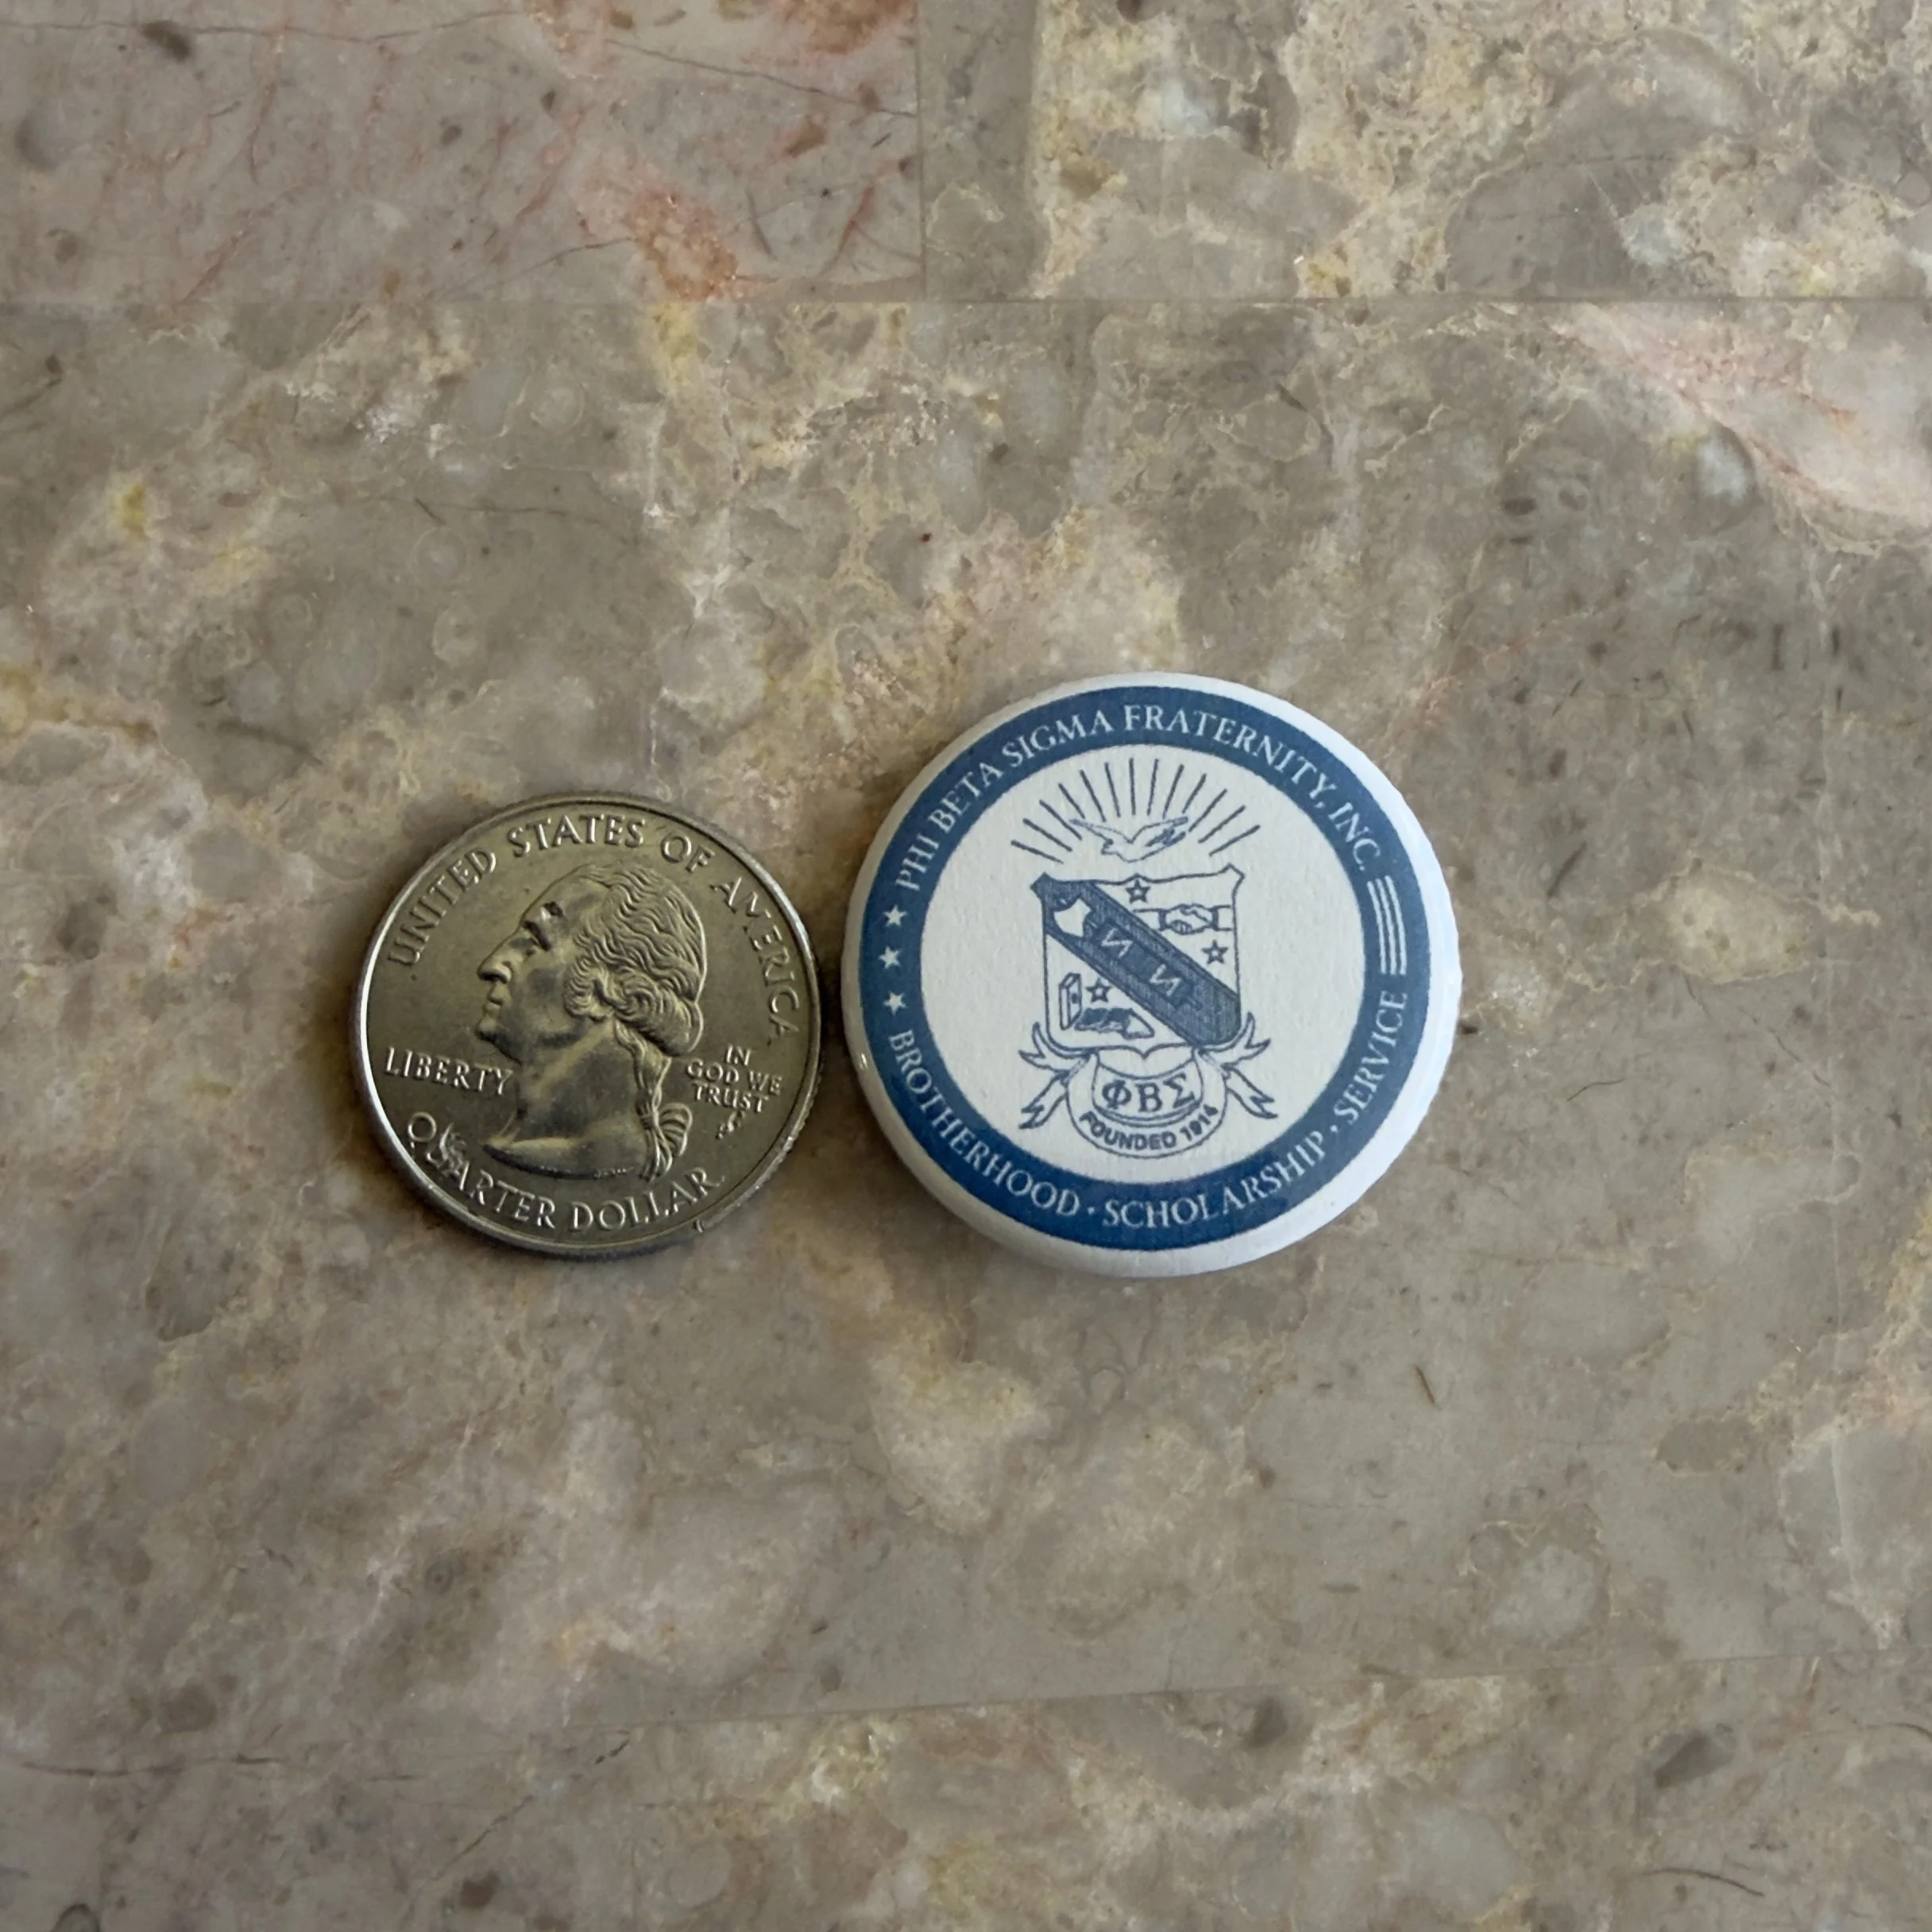 UNITED STATES OF AMERICA
LIBERTY
IN
GOD WE
TRUST
QUARTER DOLLAR
PHI BETA SIGMA FRATERNITY, INC.
ΦΒΣ
FOUNDED 1914
BROTHERHOOD · SCHOLARSHIP · SERVICE